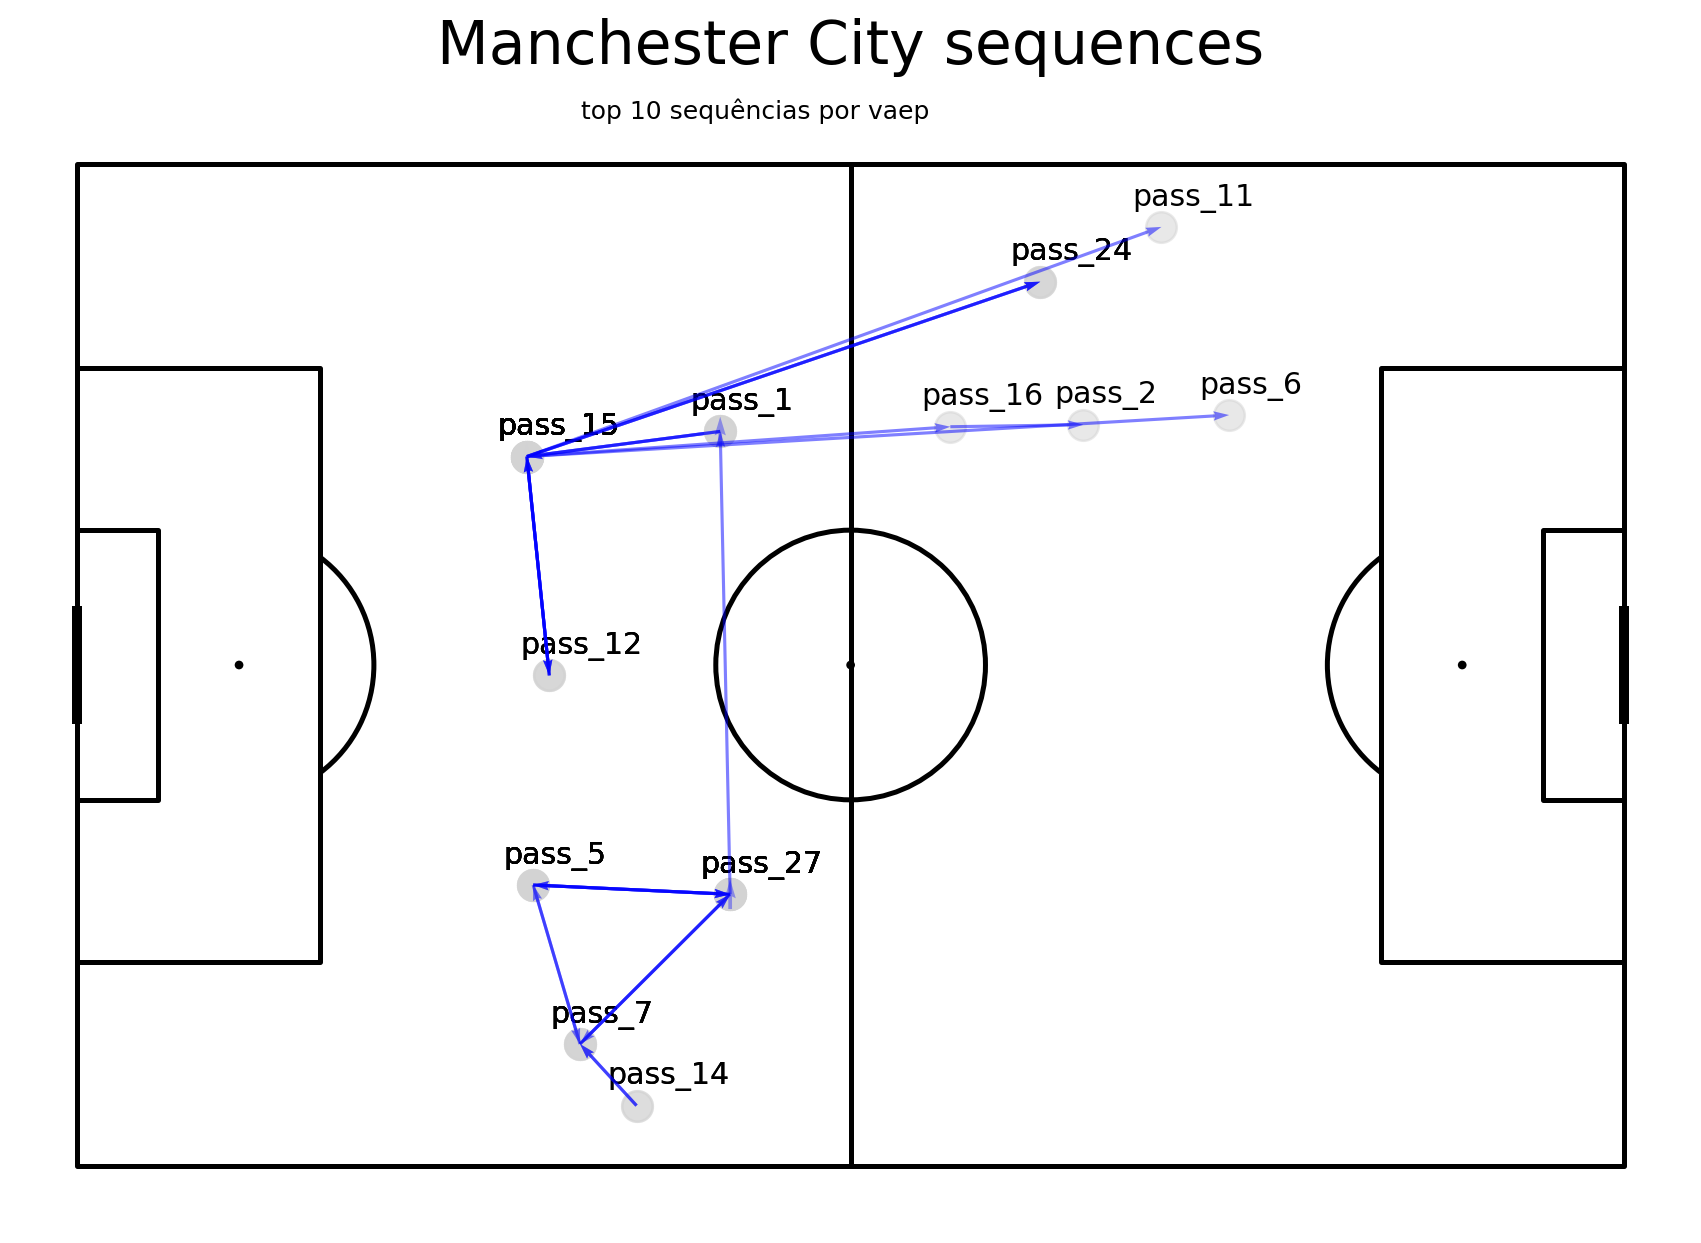 Manchester City sequences
top 10 sequências por vaep
pass_11
pass_24
pass_6
pass_2
pass_16
pass_1
pass_15
pass_12
pass_5
pass_27
pass_7
pass_14